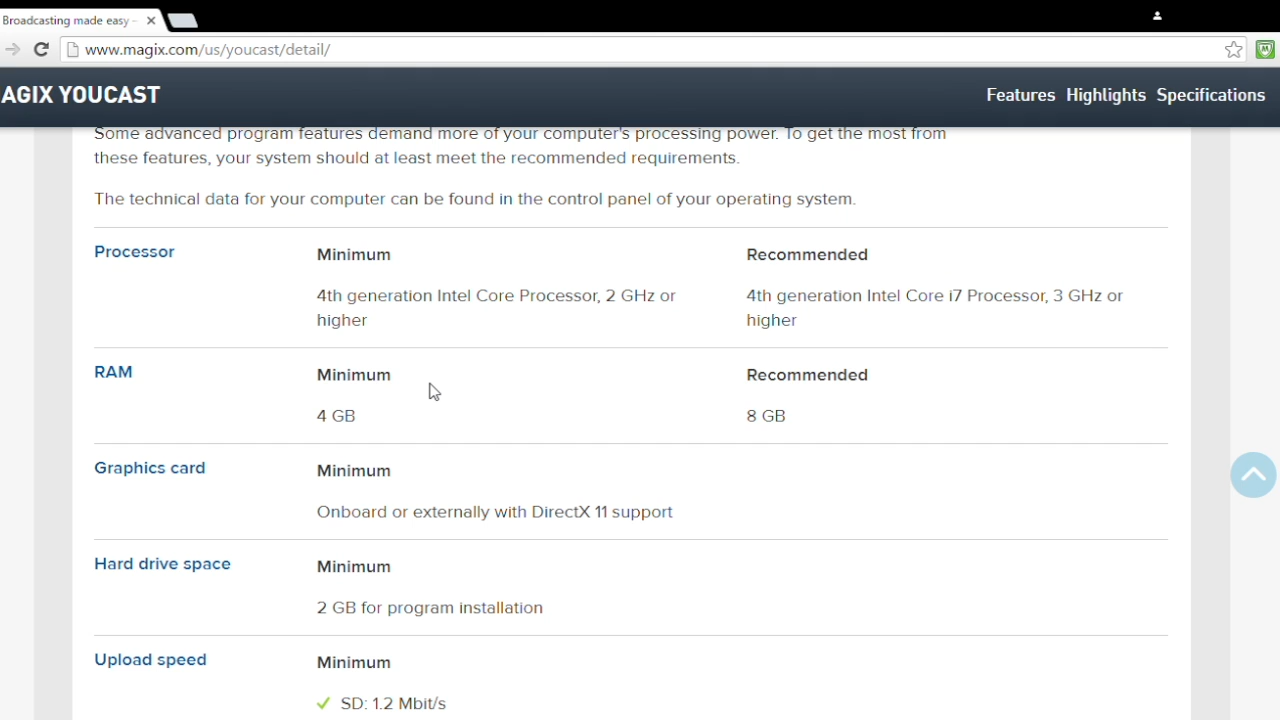 Broadcasting made easy -
www.magix.com/us/youcast/detail/
AGIX YOUCAST
Features Highlights Specifications
Some advanced program features demand more of your computer's processing power. To get the most from
these features, your system should at least meet the recommended requirements.
The technical data for your computer can be found in the control panel of your operating system.
Processor
Minimum
Recommended
4th generation Intel Core Processor, 2 GHz or
higher
4th generation Intel Core i7 Processor, 3 GHz or
higher
RAM
Minimum
Recommended
4 GB
8 GB
Graphics card
Minimum
Onboard or externally with DirectX 11 support
Hard drive space
Minimum
2 GB for program installation
Upload speed
Minimum
SD: 1.2 Mbit/s